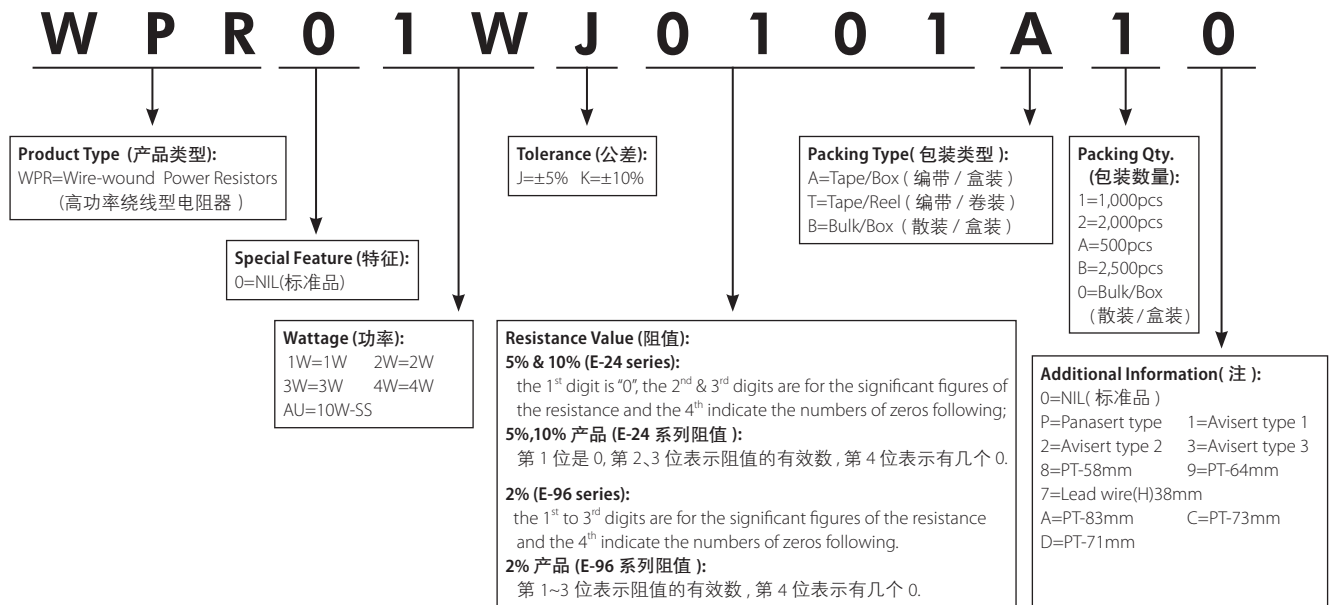 WPR01WJ0101A10
Product Type (产品类型):
WPR=Wire-wound Power Resistors
(高功率绕线型电阻器)
Special Feature (特征):
0=NIL(标准品)
Wattage (功率):
1W=1W 2W=2W
3W=3W 4W=4W
AU=10W-SS
Tolerance (公差):
J=±5% K=±10%
Resistance Value (阻值):
5% & 10% (E-24 series):
the 1st digit is “0”, the 2nd & 3rd digits are for the significant figures of
the resistance and the 4th indicate the numbers of zeros following;
5%,10% 产品 (E-24 系列阻值):
第 1 位是 0, 第 2、3 位表示阻值的有效数, 第 4 位表示有几个 0.
2% (E-96 series):
the 1st to 3rd digits are for the significant figures of the resistance
and the 4th indicate the numbers of zeros following.
2% 产品 (E-96 系列阻值):
第 1~3 位表示阻值的有效数, 第 4 位表示有几个 0.
Packing Type( 包装类型 ):
A=Tape/Box ( 编带 / 盒装 )
T=Tape/Reel ( 编带 / 卷装 )
B=Bulk/Box ( 散装 / 盒装 )
Packing Qty.
(包装数量):
1=1,000pcs
2=2,000pcs
A=500pcs
B=2,500pcs
0=Bulk/Box
(散装/盒装)
Additional Information( 注 ):
0=NIL( 标准品 )
P=Panasert type 1=Avisert type 1
2=Avisert type 2 3=Avisert type 3
8=PT-58mm 9=PT-64mm
7=Lead wire(H)38mm
A=PT-83mm C=PT-73mm
D=PT-71mm